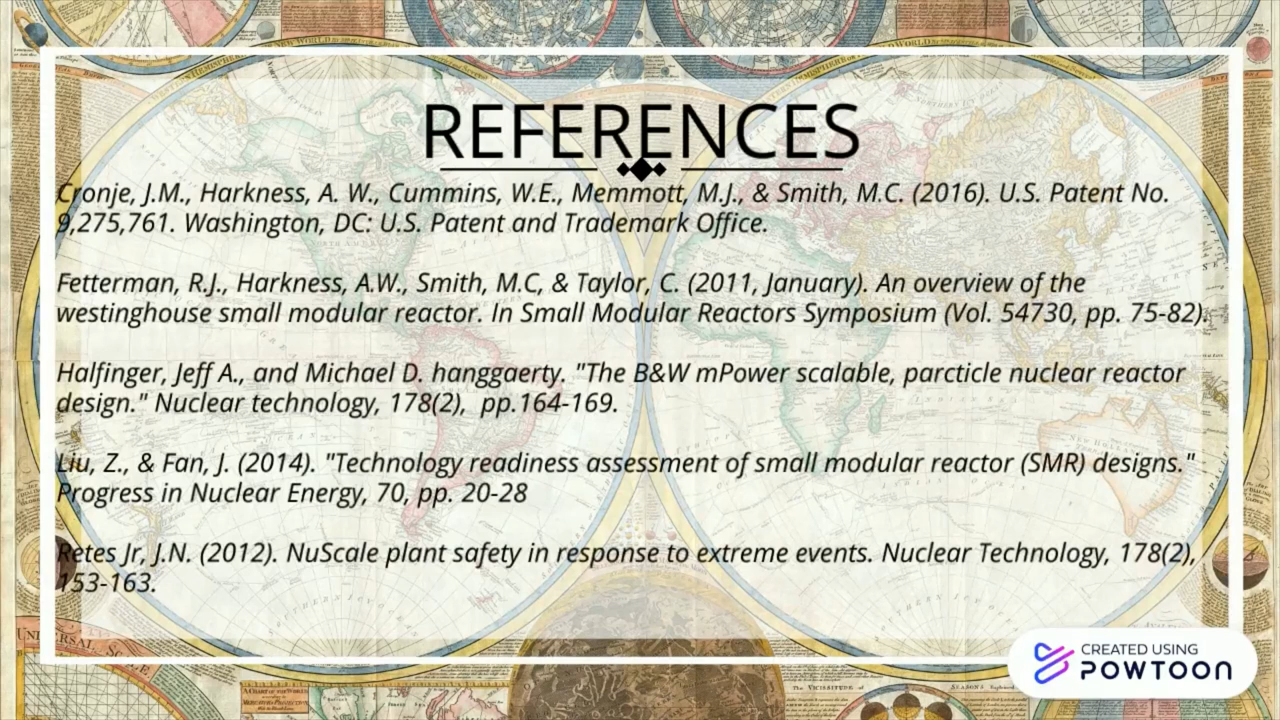 REFERENCES
Cronje, J.M., Harkness, A. W., Cummins, W.E., Memmott, M.J., & Smith, M.C. (2016). U.S. Patent No.
9,275,761. Washington, DC: U.S. Patent and Trademark Office.
Fetterman, R.J., Harkness, A.W., Smith, M.C, & Taylor, C. (2011, January). An overview of the
westinghouse small modular reactor. In Small Modular Reactors Symposium (Vol. 54730, pp. 75-82).
Halfinger, Jeff A., and Michael D. hanggaerty. "The B&W mPower scalable, parcticle nuclear reactor
design." Nuclear technology, 178(2),  pp.164-169.
Liu, Z., & Fan, J. (2014). "Technology readiness assessment of small modular reactor (SMR) designs."
Progress in Nuclear Energy, 70, pp. 20-28
Retes Jr, J.N. (2012). NuScale plant safety in response to extreme events. Nuclear Technology, 178(2),
153-163.
UNIVERSAL SCALE
CREATED USING
POWTOON